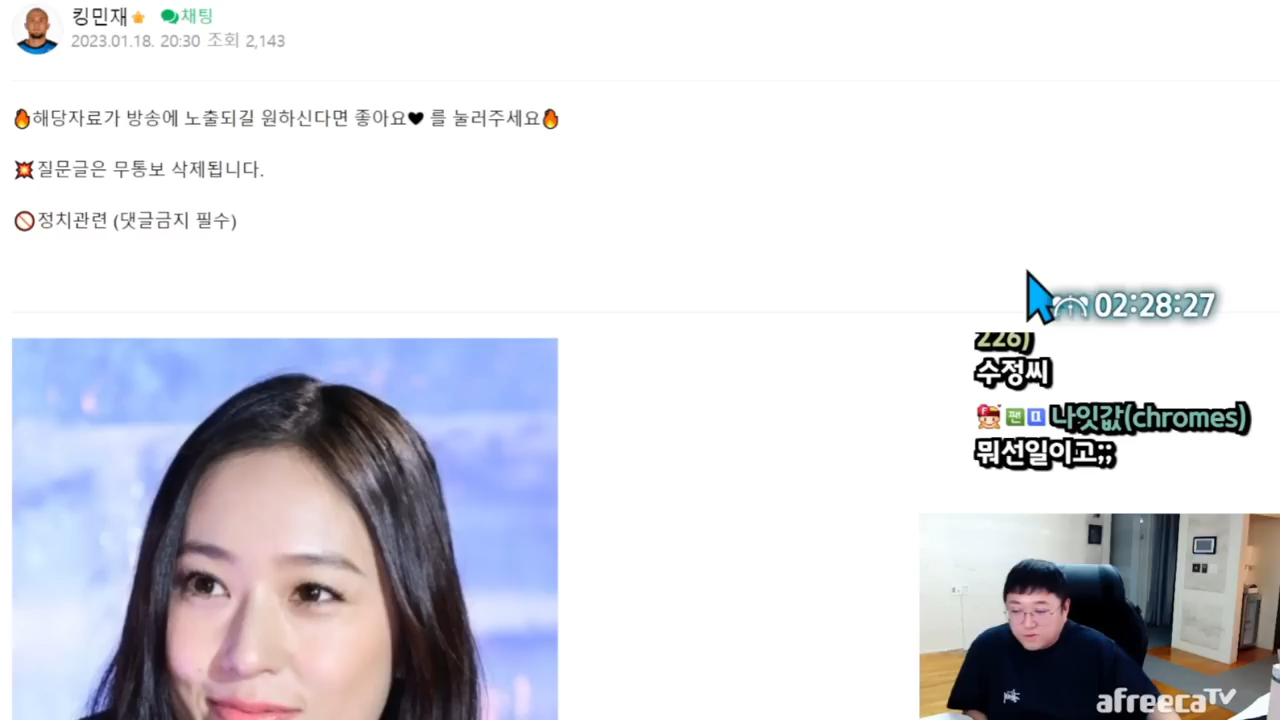 킹민재 채팅
2023.01.18. 20:30 조회 2,143
해당자료가 방송에 노출되길 원하신다면 좋아요🖤 를 눌러주세요
질문글은 무통보 삭제됩니다.
정치관련 (댓글금지 필수)
02:28:27
226)
수정씨
팬 나잇값(chromes)
뭐선일이고;;
afreecaTV